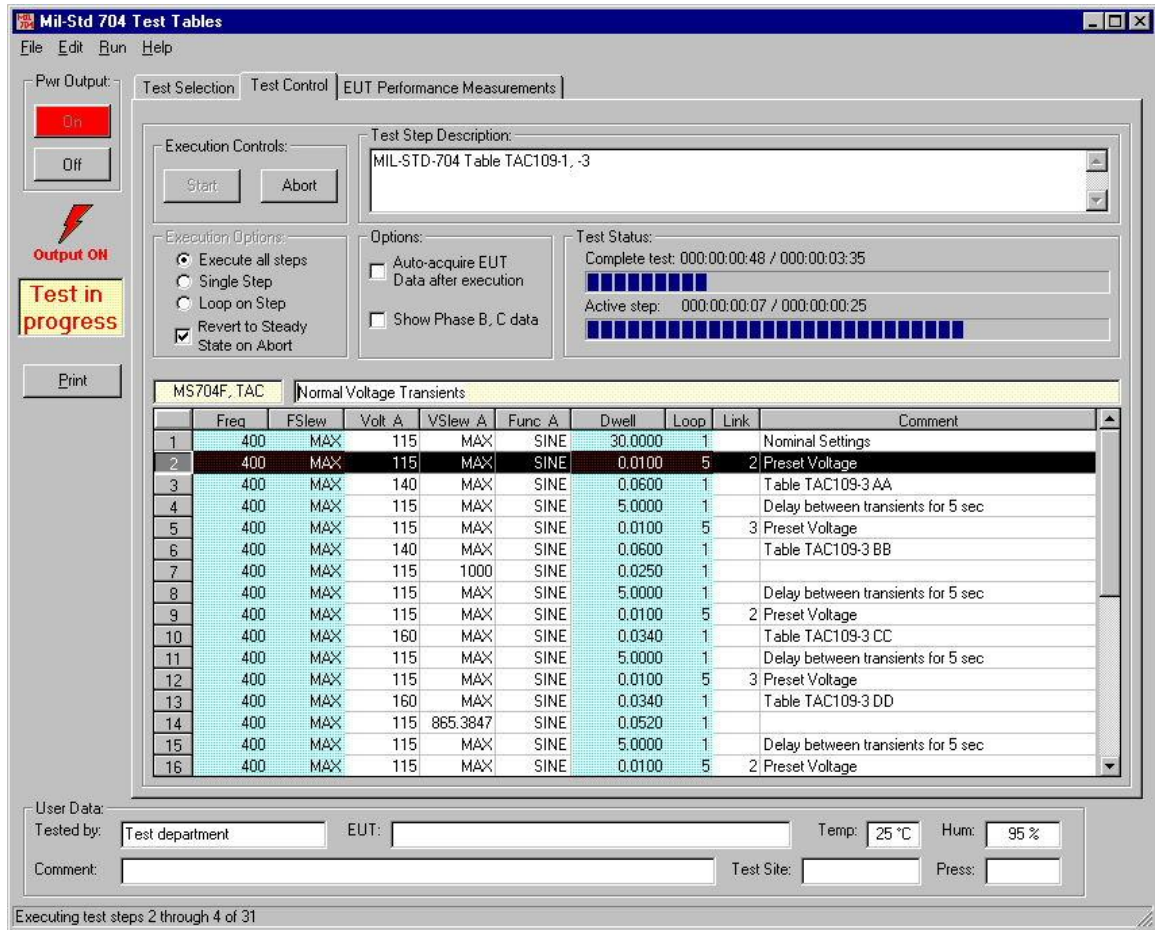 MIL 704 Mil-Std 704 Test Tables
File Edit Run Help
Pwr Output:
On
Off
Output ON
Test in
progress
Print
Test Selection Test Control EUT Performance Measurements
Execution Controls:
Start Abort
Test Step Description:
MIL-STD-704 Table TAC109-1, -3
Execution Options:
Execute all steps
Single Step
Loop on Step
Revert to Steady
State on Abort
Options:
Auto-acquire EUT
Data after execution
Show Phase B, C data
Test Status:
Complete test: 000:00:00:48 / 000:00:03:35
Active step: 000:00:00:07 / 000:00:00:25
MS704F, TAC Normal Voltage Transients
Freq FSlew Volt A VSlew A Func A Dwell Loop Link Comment
1 400 MAX 115 MAX SINE 30.0000 1 Nominal Settings
2 400 MAX 115 MAX SINE 0.0100 5 2 Preset Voltage
3 400 MAX 140 MAX SINE 0.0600 1 Table TAC109-3 AA
4 400 MAX 115 MAX SINE 5.0000 1 Delay between transients for 5 sec
5 400 MAX 115 MAX SINE 0.0100 5 3 Preset Voltage
6 400 MAX 140 MAX SINE 0.0600 1 Table TAC109-3 BB
7 400 MAX 115 1000 SINE 0.0250 1
8 400 MAX 115 MAX SINE 5.0000 1 Delay between transients for 5 sec
9 400 MAX 115 MAX SINE 0.0100 5 2 Preset Voltage
10 400 MAX 160 MAX SINE 0.0340 1 Table TAC109-3 CC
11 400 MAX 115 MAX SINE 5.0000 1 Delay between transients for 5 sec
12 400 MAX 115 MAX SINE 0.0100 5 3 Preset Voltage
13 400 MAX 160 MAX SINE 0.0340 1 Table TAC109-3 DD
14 400 MAX 115 865.3847 SINE 0.0520 1
15 400 MAX 115 MAX SINE 5.0000 1 Delay between transients for 5 sec
16 400 MAX 115 MAX SINE 0.0100 5 2 Preset Voltage
User Data:
Tested by: Test department EUT: Temp: 25 °C Hum: 95 %
Comment: Test Site: Press:
Executing test steps 2 through 4 of 31